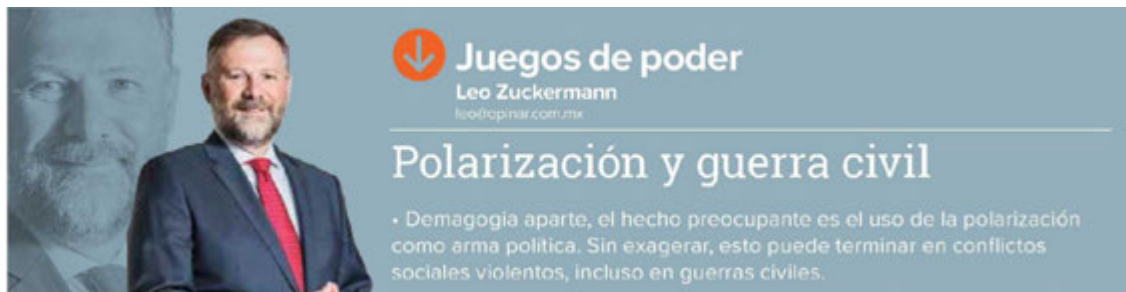 Juegos de poder
Leo Zuckermann
leo@opinar.com.mx
Polarización y guerra civil
• Demagogia aparte, el hecho preocupante es el uso de la polarización
como arma política. Sin exagerar, esto puede terminar en conflictos
sociales violentos, incluso en guerras civiles.